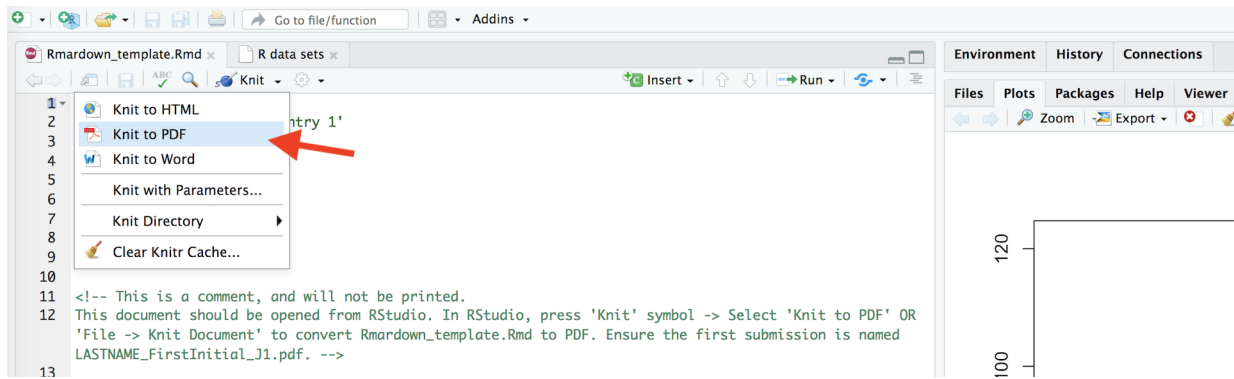 Go to file/function
Addins
Rmardown_template.Rmd
R data sets
Environment History Connections
ABC
Knit
Insert
Run
Files Plots Packages Help Viewer
Zoom Export
1
Knit to HTML
2
ntry 1'
3
Knit to PDF
4
Knit to Word
5
6
Knit with Parameters...
7
Knit Directory
8
9
Clear Knitr Cache...
10
11 <!-- This is a comment, and will not be printed.
12 This document should be opened from RStudio. In RStudio, press 'Knit' symbol -> Select 'Knit to PDF' OR
'File -> Knit Document' to convert Rmardown_template.Rmd to PDF. Ensure the first submission is named
LASTNAME_FirstInitial_J1.pdf. -->
13
120
100